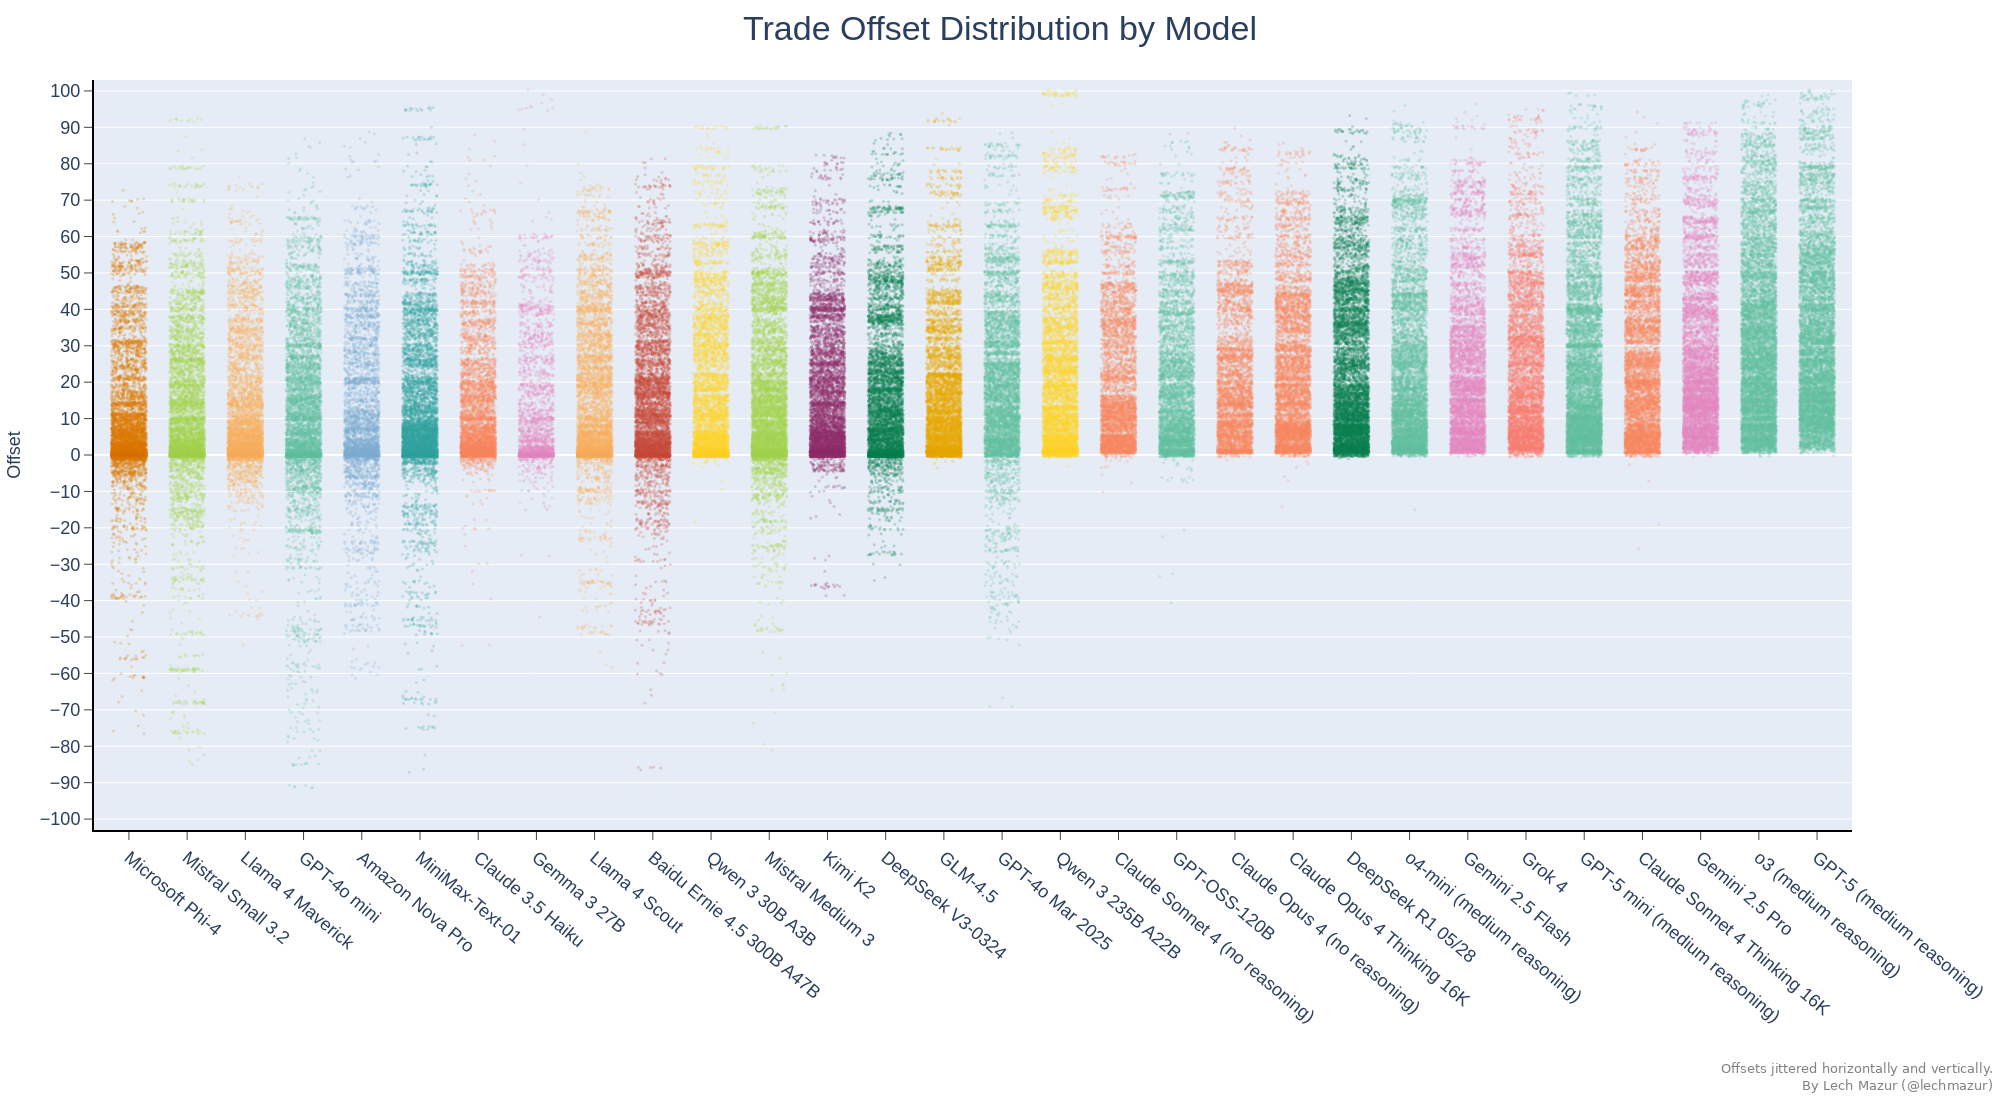 Trade Offset Distribution by Model
Offset
100
90
80
70
60
50
40
30
20
10
0
−10
−20
−30
−40
−50
−60
−70
−80
−90
−100
Microsoft Phi-4
Mistral Small 3.2
Llama 4 Maverick
GPT-4o mini
Amazon Nova Pro
MiniMax-Text-01
Claude 3.5 Haiku
Gemma 3 27B
Llama 4 Scout
Baidu Ernie 4.5 300B A47B
Qwen 3 30B A3B
Mistral Medium 3
Kimi K2
DeepSeek V3-0324
GLM-4.5
GPT-4o Mar 2025
Qwen 3 235B A22B
Claude Sonnet 4 (no reasoning)
GPT-OSS-120B
Claude Opus 4 (no reasoning)
Claude Opus 4 Thinking 16K
DeepSeek R1 05/28
o4-mini (medium reasoning)
Gemini 2.5 Flash
Grok 4
GPT-5 mini (medium reasoning)
Claude Sonnet 4 Thinking 16K
Gemini 2.5 Pro
o3 (medium reasoning)
GPT-5 (medium reasoning)
Offsets jittered horizontally and vertically.
By Lech Mazur (@lechmazur)